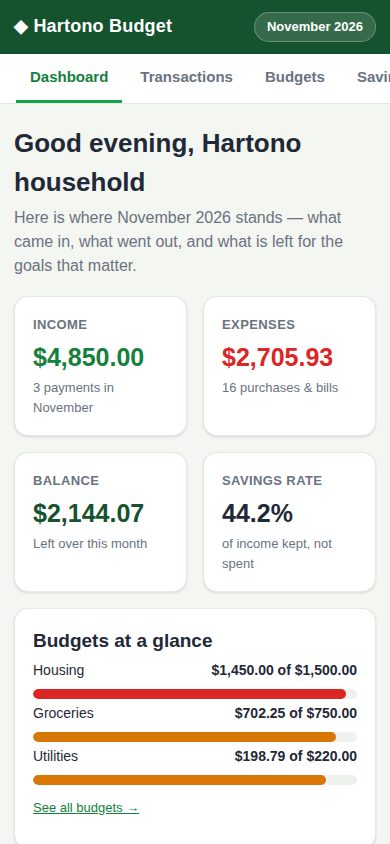 ◆ Hartono Budget
November 2026
Dashboard
Transactions
Budgets
Savi
Good evening, Hartono
household
Here is where November 2026 stands — what
came in, what went out, and what is left for the
goals that matter.
INCOME
$4,850.00
3 payments in
November
EXPENSES
$2,705.93
16 purchases & bills
BALANCE
$2,144.07
Left over this month
SAVINGS RATE
44.2%
of income kept, not
spent
Budgets at a glance
Housing
$1,450.00 of $1,500.00
Groceries
$702.25 of $750.00
Utilities
$198.79 of $220.00
See all budgets →